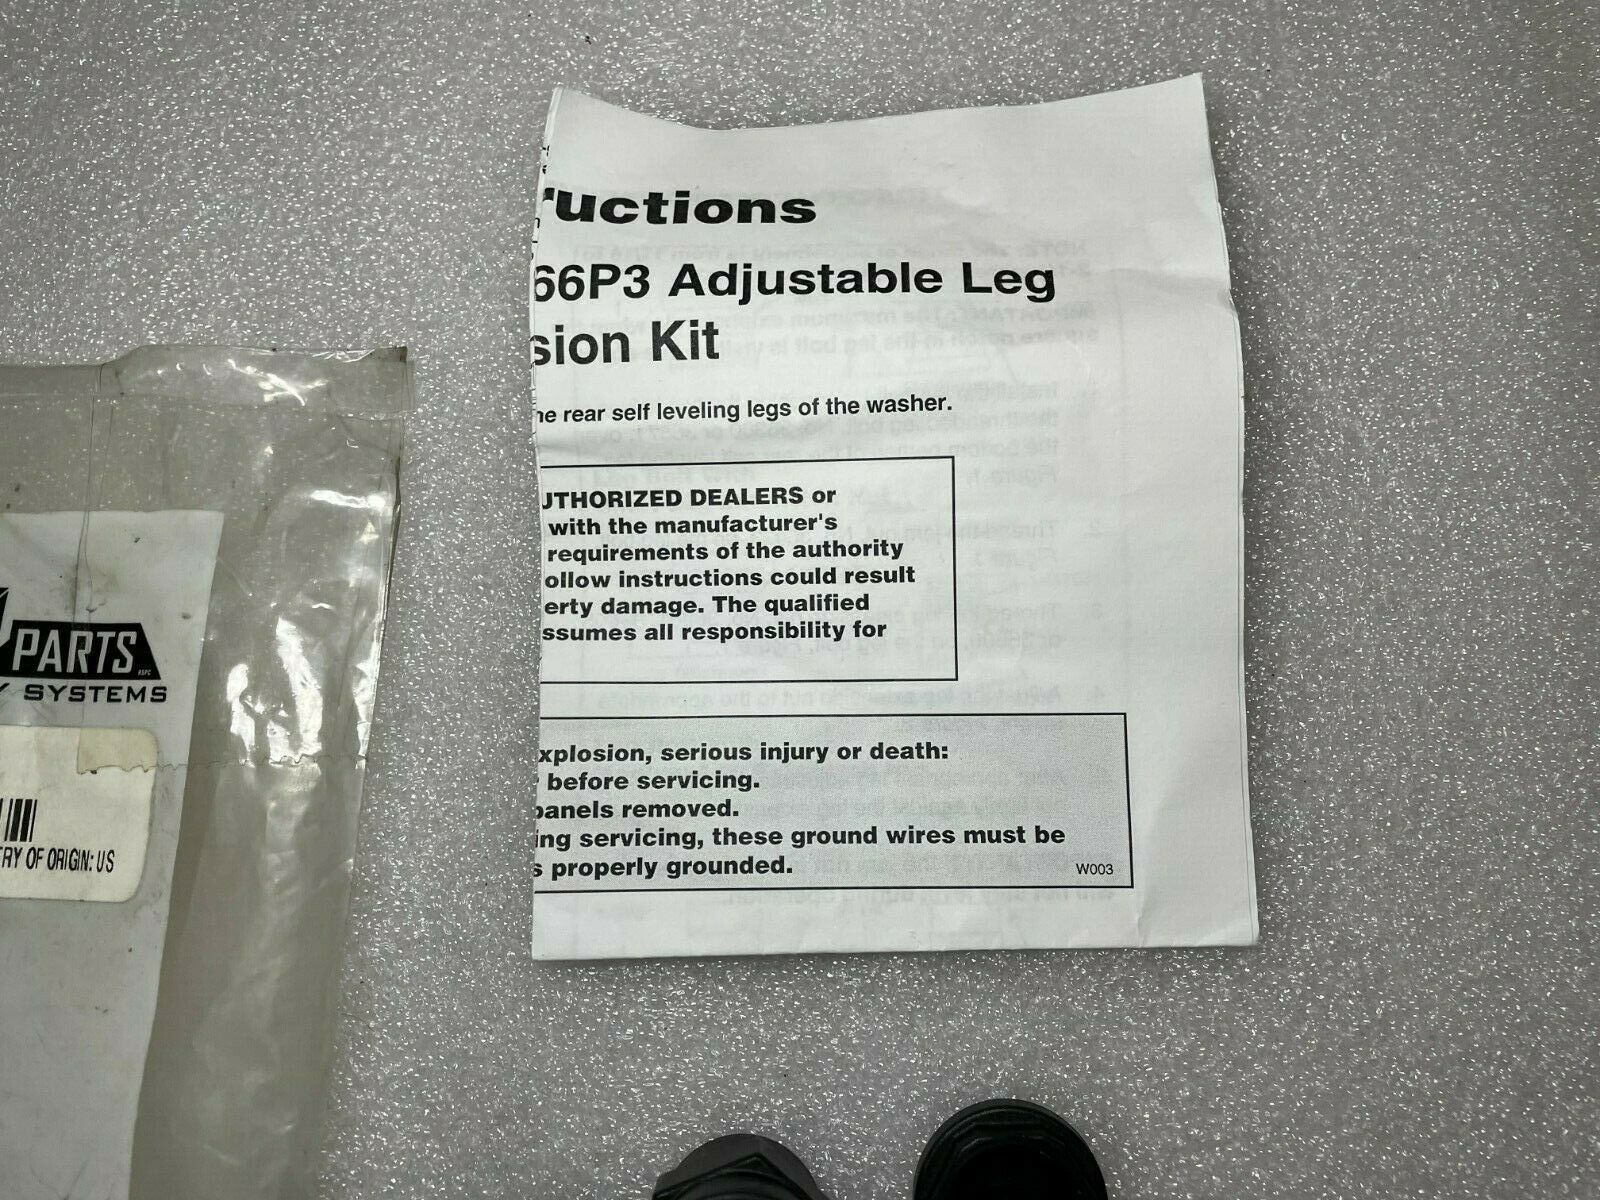 ructions
66P3 Adjustable Leg
sion Kit
he rear self leveling legs of the washer.
UTHORIZED DEALERS or
with the manufacturer's
requirements of the authority
ollow instructions could result
erty damage. The qualified
ssumes all responsibility for
xplosion, serious injury or death:
before servicing.
panels removed.
ing servicing, these ground wires must be
s properly grounded.
W003
PARTS
Y SYSTEMS
TRY OF ORIGIN: US